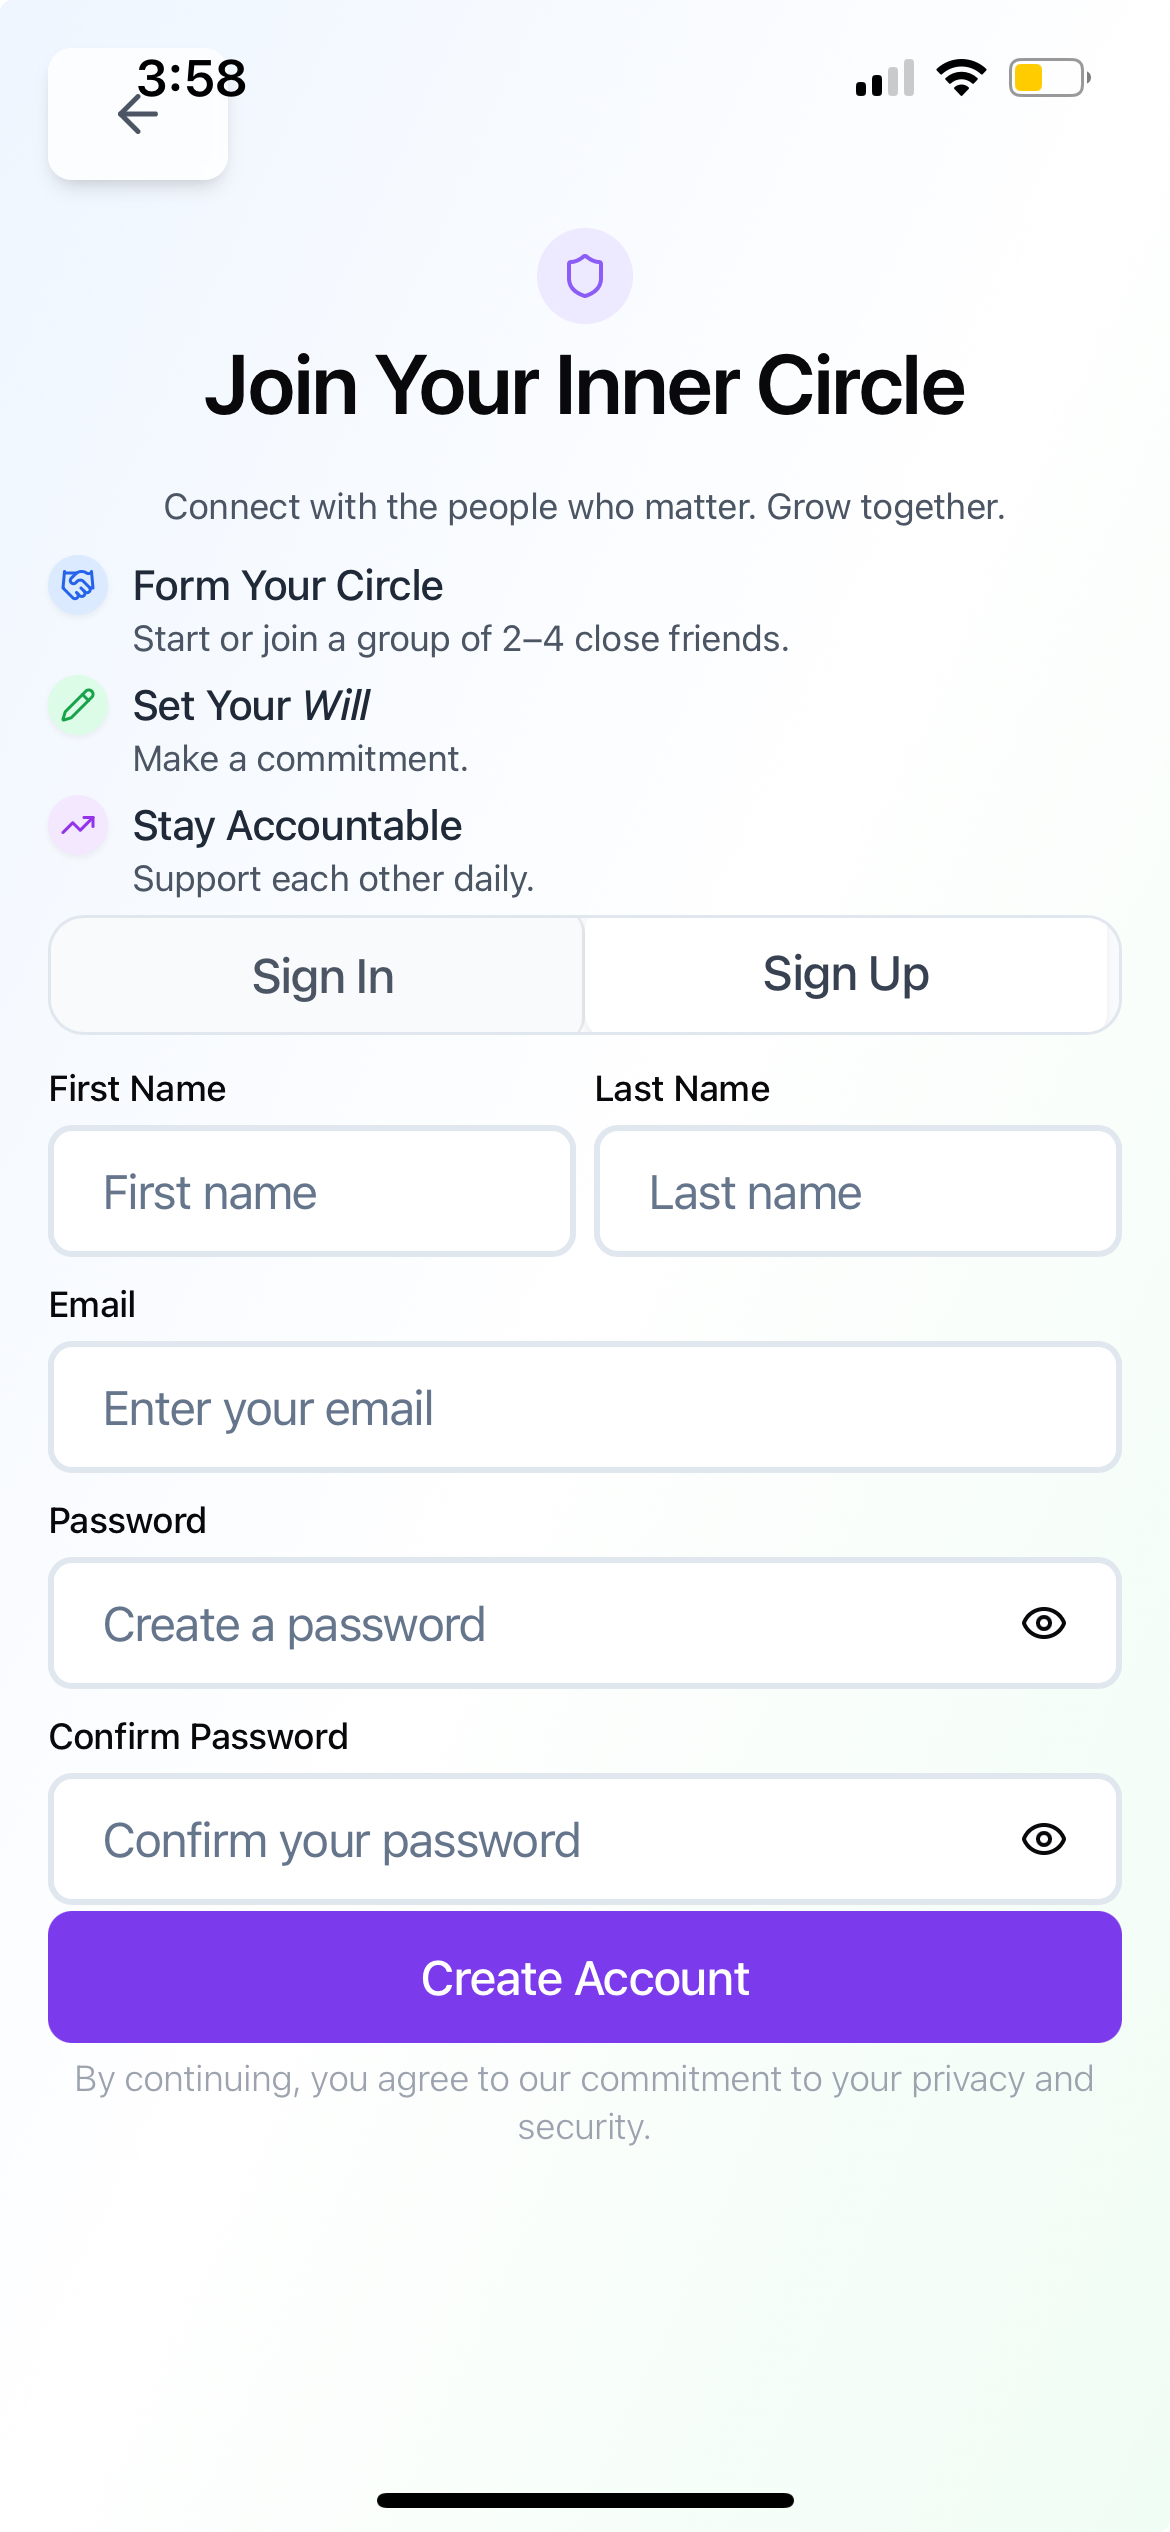 3:58
Join Your Inner Circle
Connect with the people who matter. Grow together.
Form Your Circle
Start or join a group of 2–4 close friends.
Set Your Will
Make a commitment.
Stay Accountable
Support each other daily.
Sign In Sign Up
First Name Last Name
First name Last name
Email
Enter your email
Password
Create a password
Confirm Password
Confirm your password
Create Account
By continuing, you agree to our commitment to your privacy and
security.